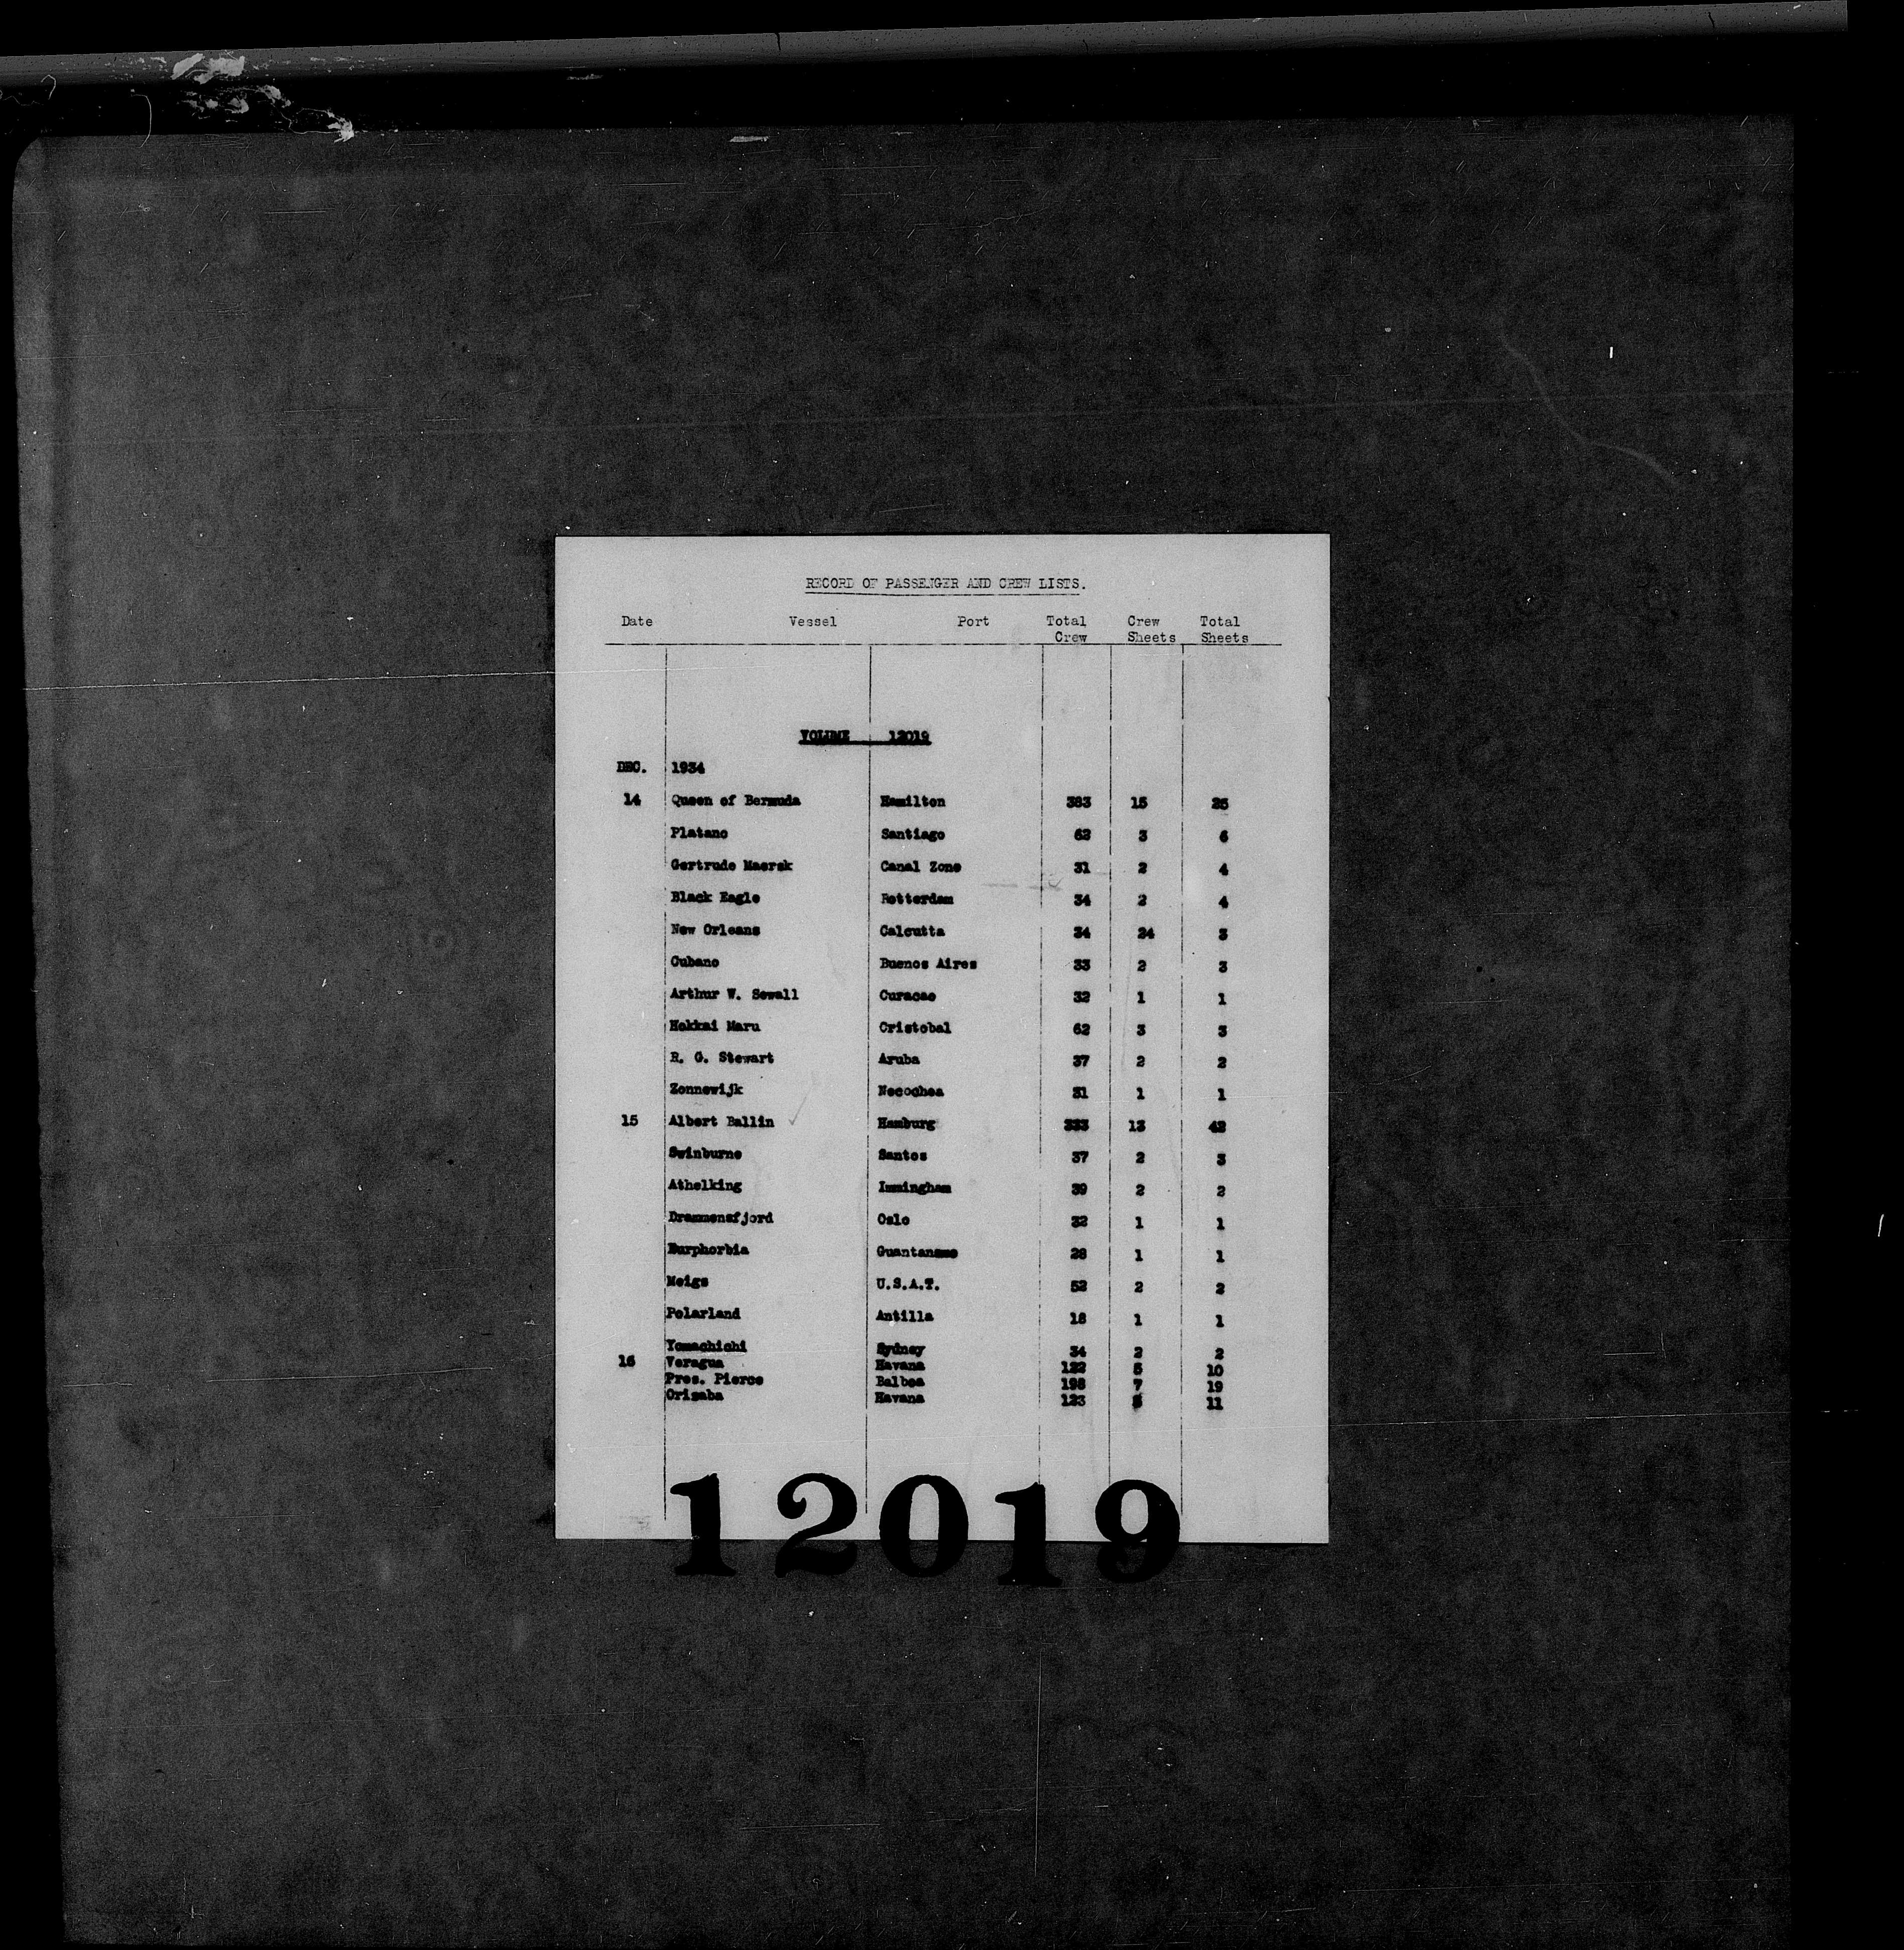 RECORD OF PASSENGER AND CREW LISTS.
Date Vessel Port Total Crew Total
Crew Sheets Sheets
VOLUME 12019
DEC. 1934
14 Queen of Bermuda Hamilton 383 15 25
Platano Santiago 62 3 6
Gertrude Maersk Canal Zone 31 2 4
Black Eagle Rotterdam 34 2 4
New Orleans Calcutta 34 24 3
Cubano Buenos Aires 33 2 3
Arthur W. Sewall Curacao 32 1 1
Hokkai Maru Cristobal 62 3 3
R. G. Stewart Aruba 37 2 2
Zonnewijk Necochea 31 1 1
15 Albert Ballin Hamburg 333 13 43
Swinburne Santos 37 2 3
Athelking Immingham 39 2 2
Drammensfjord Oslo 32 1 1
Eurphorbia Guantanamo 28 1 1
Meigs U.S.A.T. 52 2 2
Polarland Antilla 18 1 1
Yomachichi Sydney 34 2 2
16 Veragua Havana 122 5 10
Pres. Pierce Balboa 198 7 19
Orizaba Havana 123 11
12019